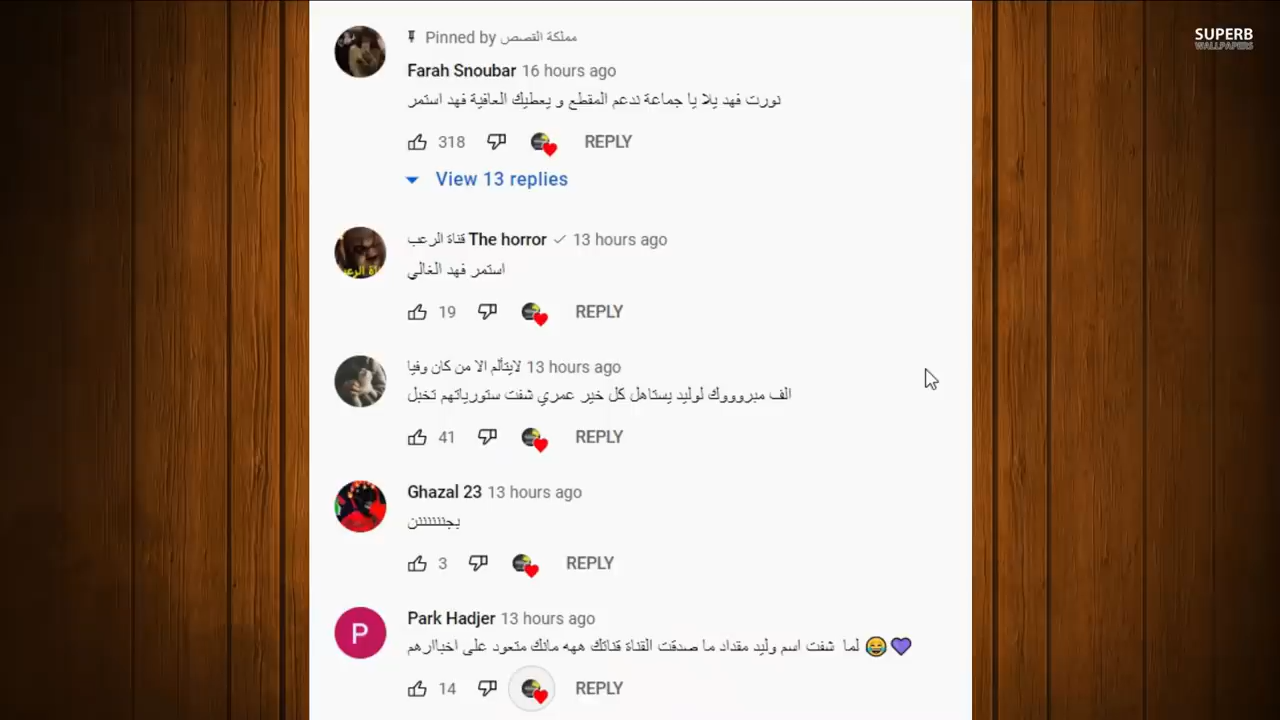 SUPERB
WALLPAPERS
Pinned by مملكة القصص
Farah Snoubar 16 hours ago
نورت فهد يلا يا جماعة ندعم المقطع و يعطيك العافية فهد استمر
318 REPLY
View 13 replies
قناة الرعب The horror 13 hours ago
استمر فهد الغالي
19 REPLY
لايتألم الا من كان وفيا 13 hours ago
الف مبروووك لوليد يستاهل كل خير عمري شفت ستورياتهم تخبل
41 REPLY
Ghazal 23 13 hours ago
بجننننننن
3 REPLY
P
Park Hadjer 13 hours ago
لما شفت اسم وليد مقداد ما صدقت القناة قناتك ههه مانك متعود على اخباارهم 😂💜
14 REPLY